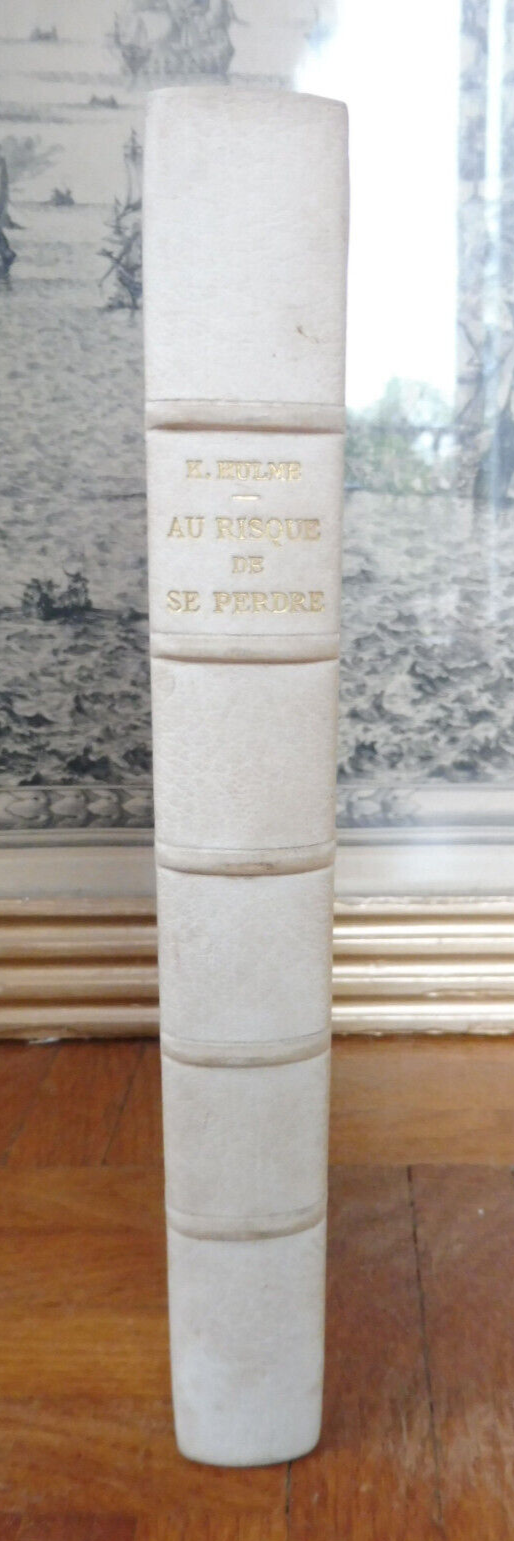 K. HULME
AU RISQUE
DE
SE PERDRE